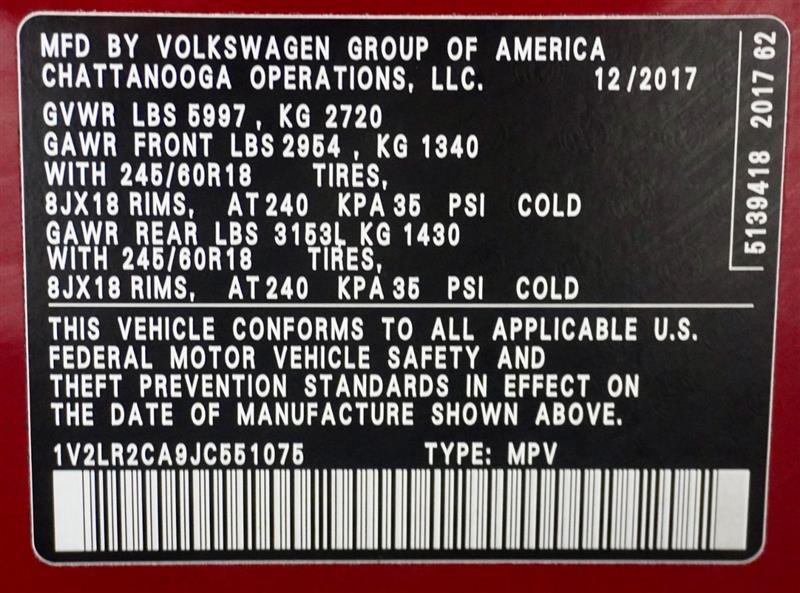 MFD BY VOLKSWAGEN GROUP OF AMERICA
CHATTANOOGA OPERATIONS, LLC. 12/2017
GVWR LBS 5997 , KG 2720
GAWR FRONT LBS 2954 , KG 1340
WITH 245/60R18 TIRES,
8JX18 RIMS, AT 240 KPA 35 PSI COLD
GAWR REAR LBS 3153L KG 1430
WITH 245/60R18 TIRES,
8JX18 RIMS, AT 240 KPA 35 PSI COLD
5139418 2017 62
THIS VEHICLE CONFORMS TO ALL APPLICABLE U.S.
FEDERAL MOTOR VEHICLE SAFETY AND
THEFT PREVENTION STANDARDS IN EFFECT ON
THE DATE OF MANUFACTURE SHOWN ABOVE.
1V2LR2CA9JC551075 TYPE: MPV